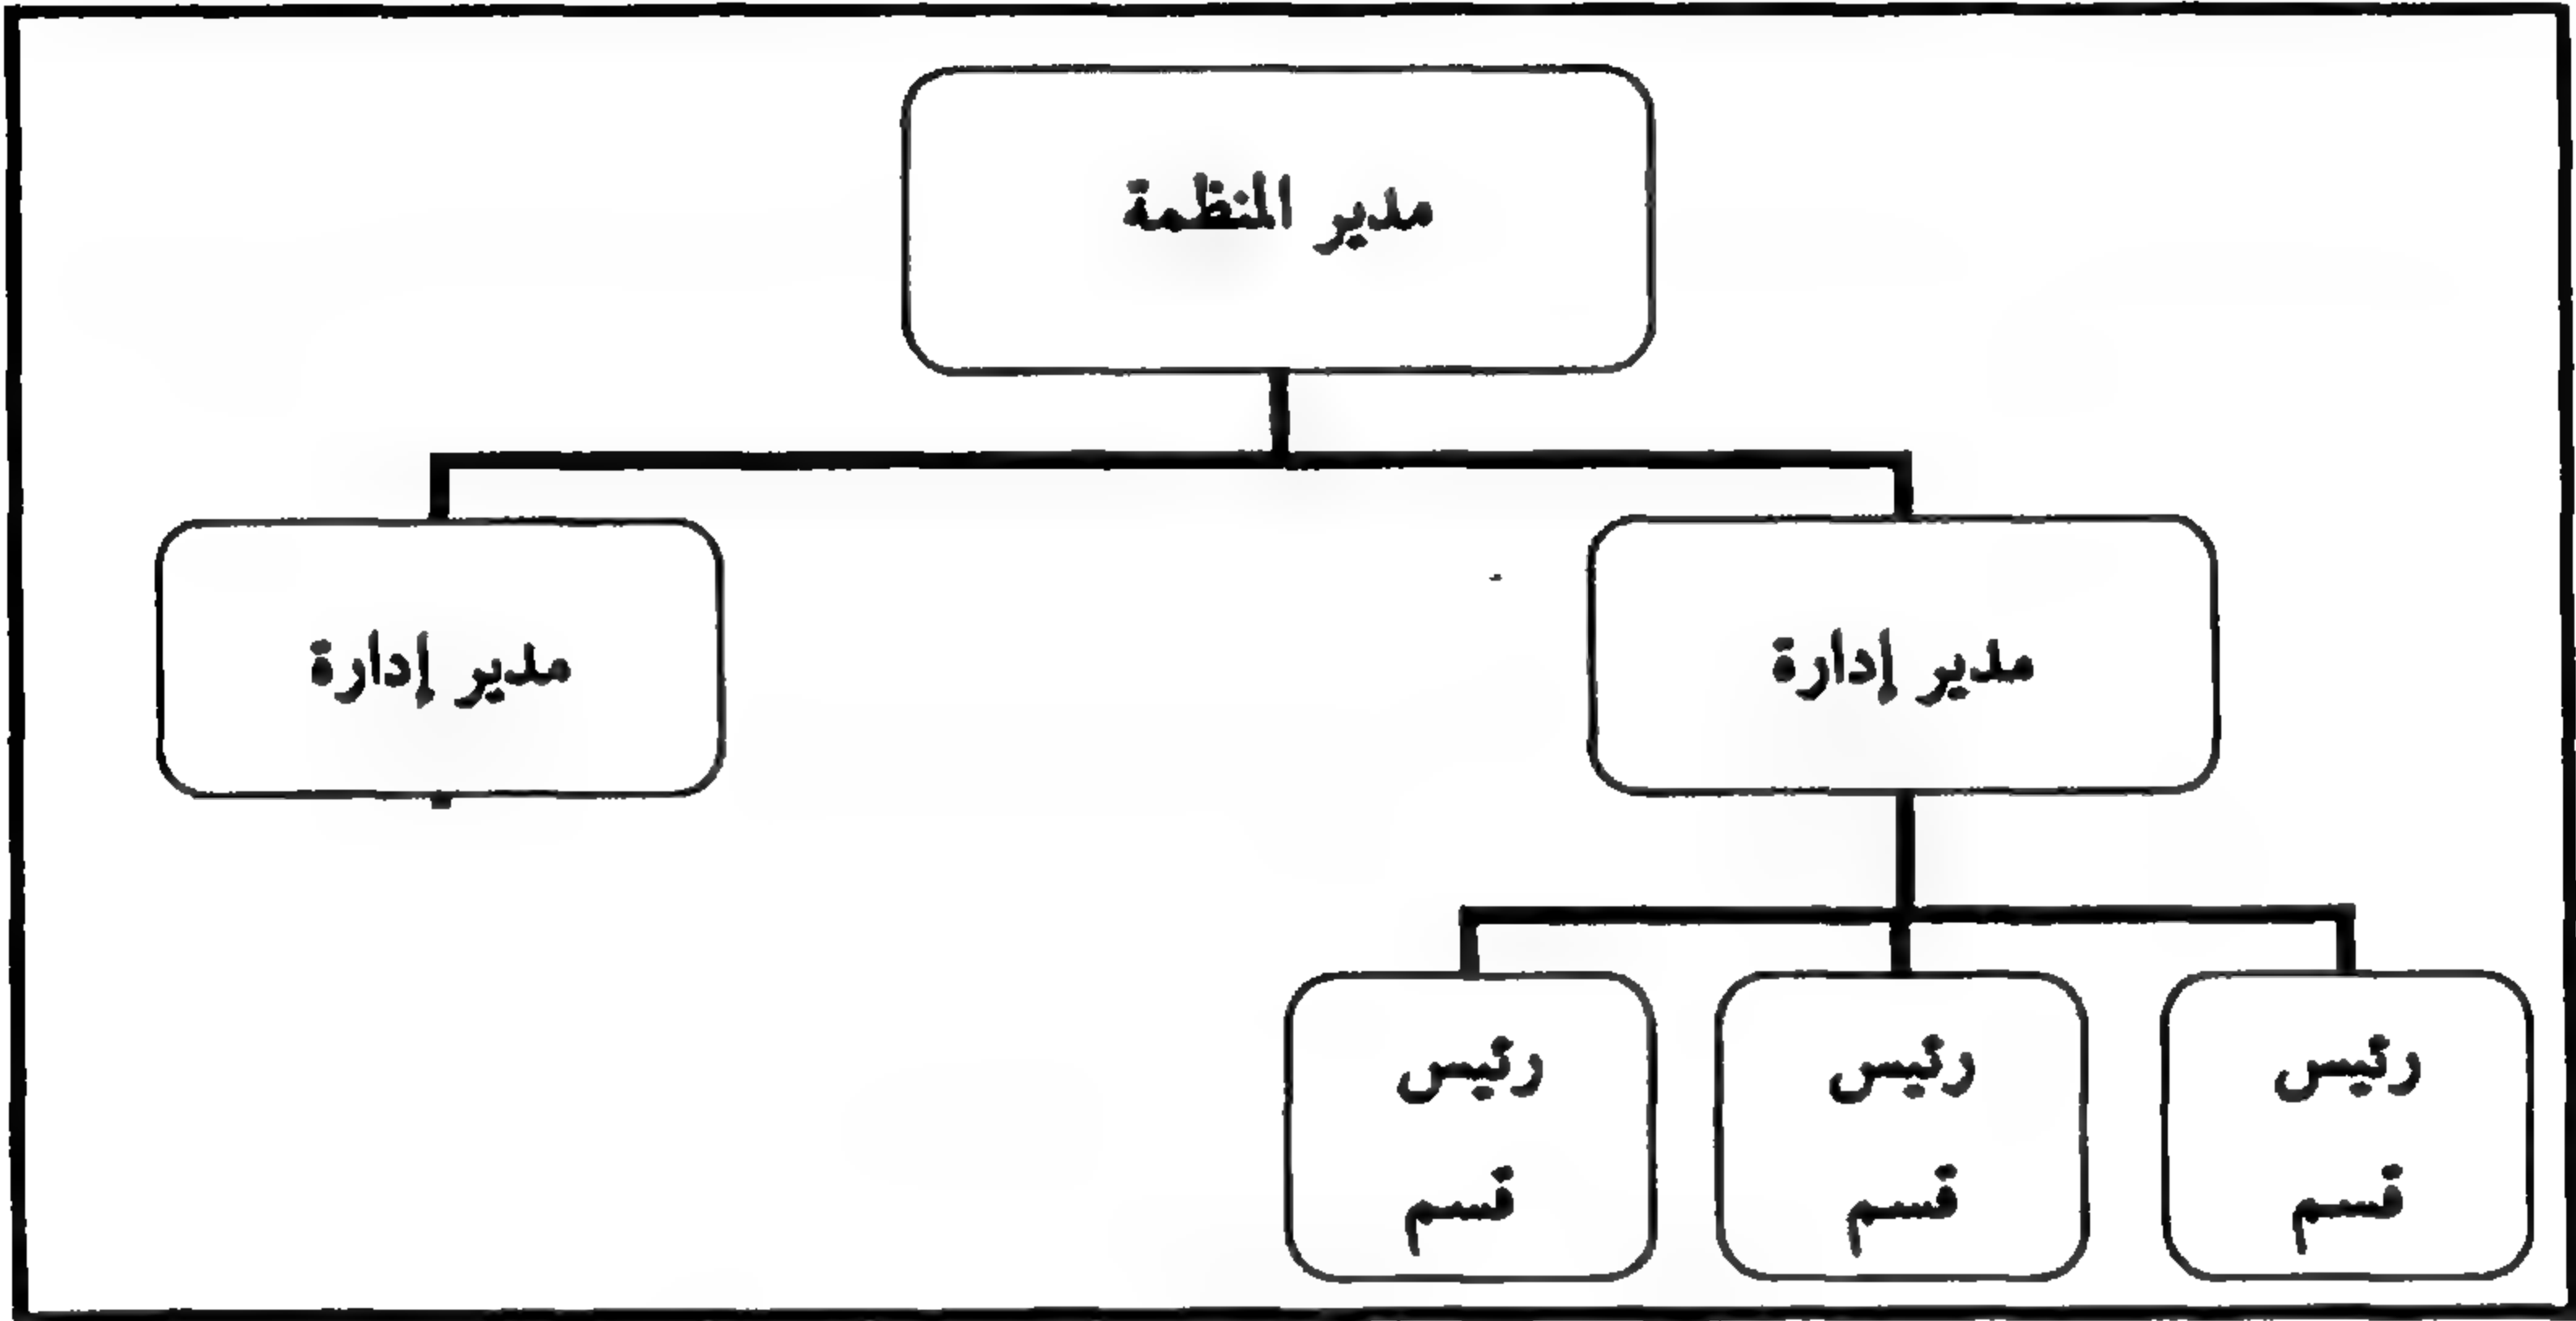 مدير المنظمة
مدير إدارة
مدير إدارة
رئيس
قسم
رئيس
قسم
رئيس
قسم